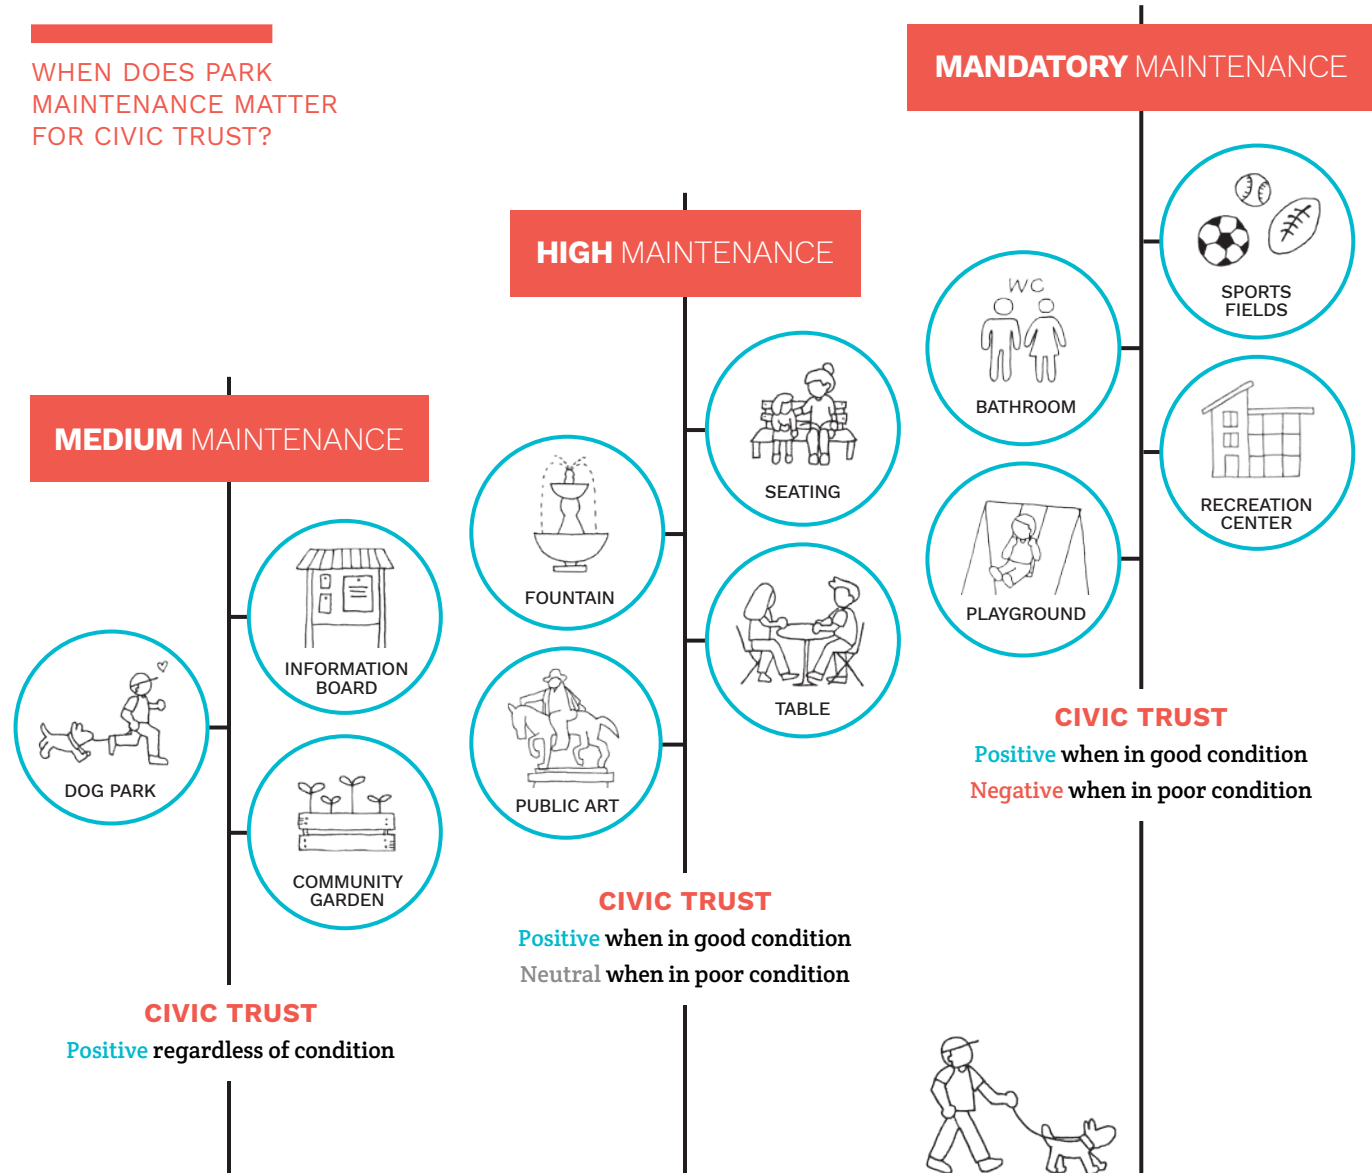 WHEN DOES PARK
MAINTENANCE MATTER
FOR CIVIC TRUST?
MEDIUM MAINTENANCE
INFORMATION
BOARD
DOG PARK
COMMUNITY
GARDEN
CIVIC TRUST
Positive regardless of condition
HIGH MAINTENANCE
SEATING
FOUNTAIN
TABLE
PUBLIC ART
CIVIC TRUST
Positive when in good condition
Neutral when in poor condition
MANDATORY MAINTENANCE
SPORTS
FIELDS
WC
BATHROOM
RECREATION
CENTER
PLAYGROUND
CIVIC TRUST
Positive when in good condition
Negative when in poor condition